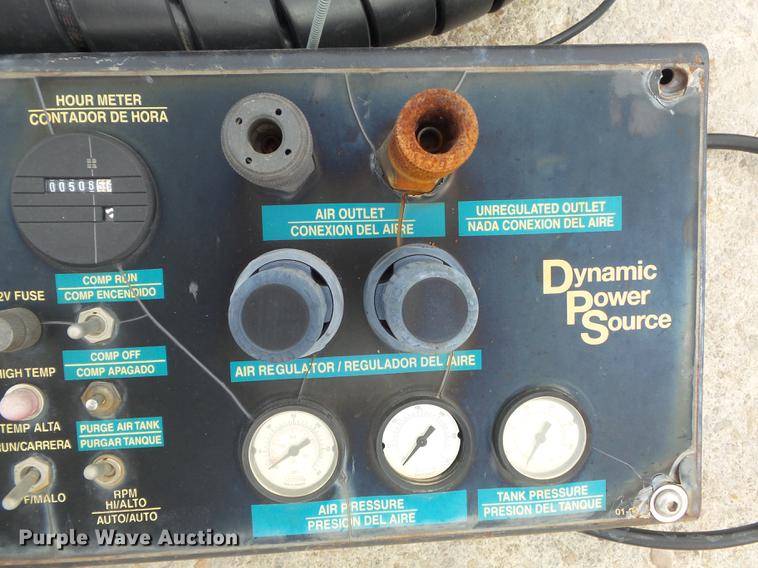 HOUR METER
CONTADOR DE HORA
AIR OUTLET
CONEXION DEL AIRE
UNREGULATED OUTLET
NADA CONEXION DEL AIRE
COMP RUN
COMP ENCENDIDO
2V FUSE
Dynamic
Power
Source
COMP OFF
COMP APAGADO
AIR REGULATOR / REGULADOR DEL AIRE
HIGH TEMP
TEMP ALTA
PURGE AIR TANK
PURGAR TANQUE
RUN/CARRERA
F/MALO
RPM
HI/ALTO
AUTO/AUTO
AIR PRESSURE
PRESION DEL AIRE
TANK PRESSURE
PRESION DEL TANQUE
Purple Wave Auction